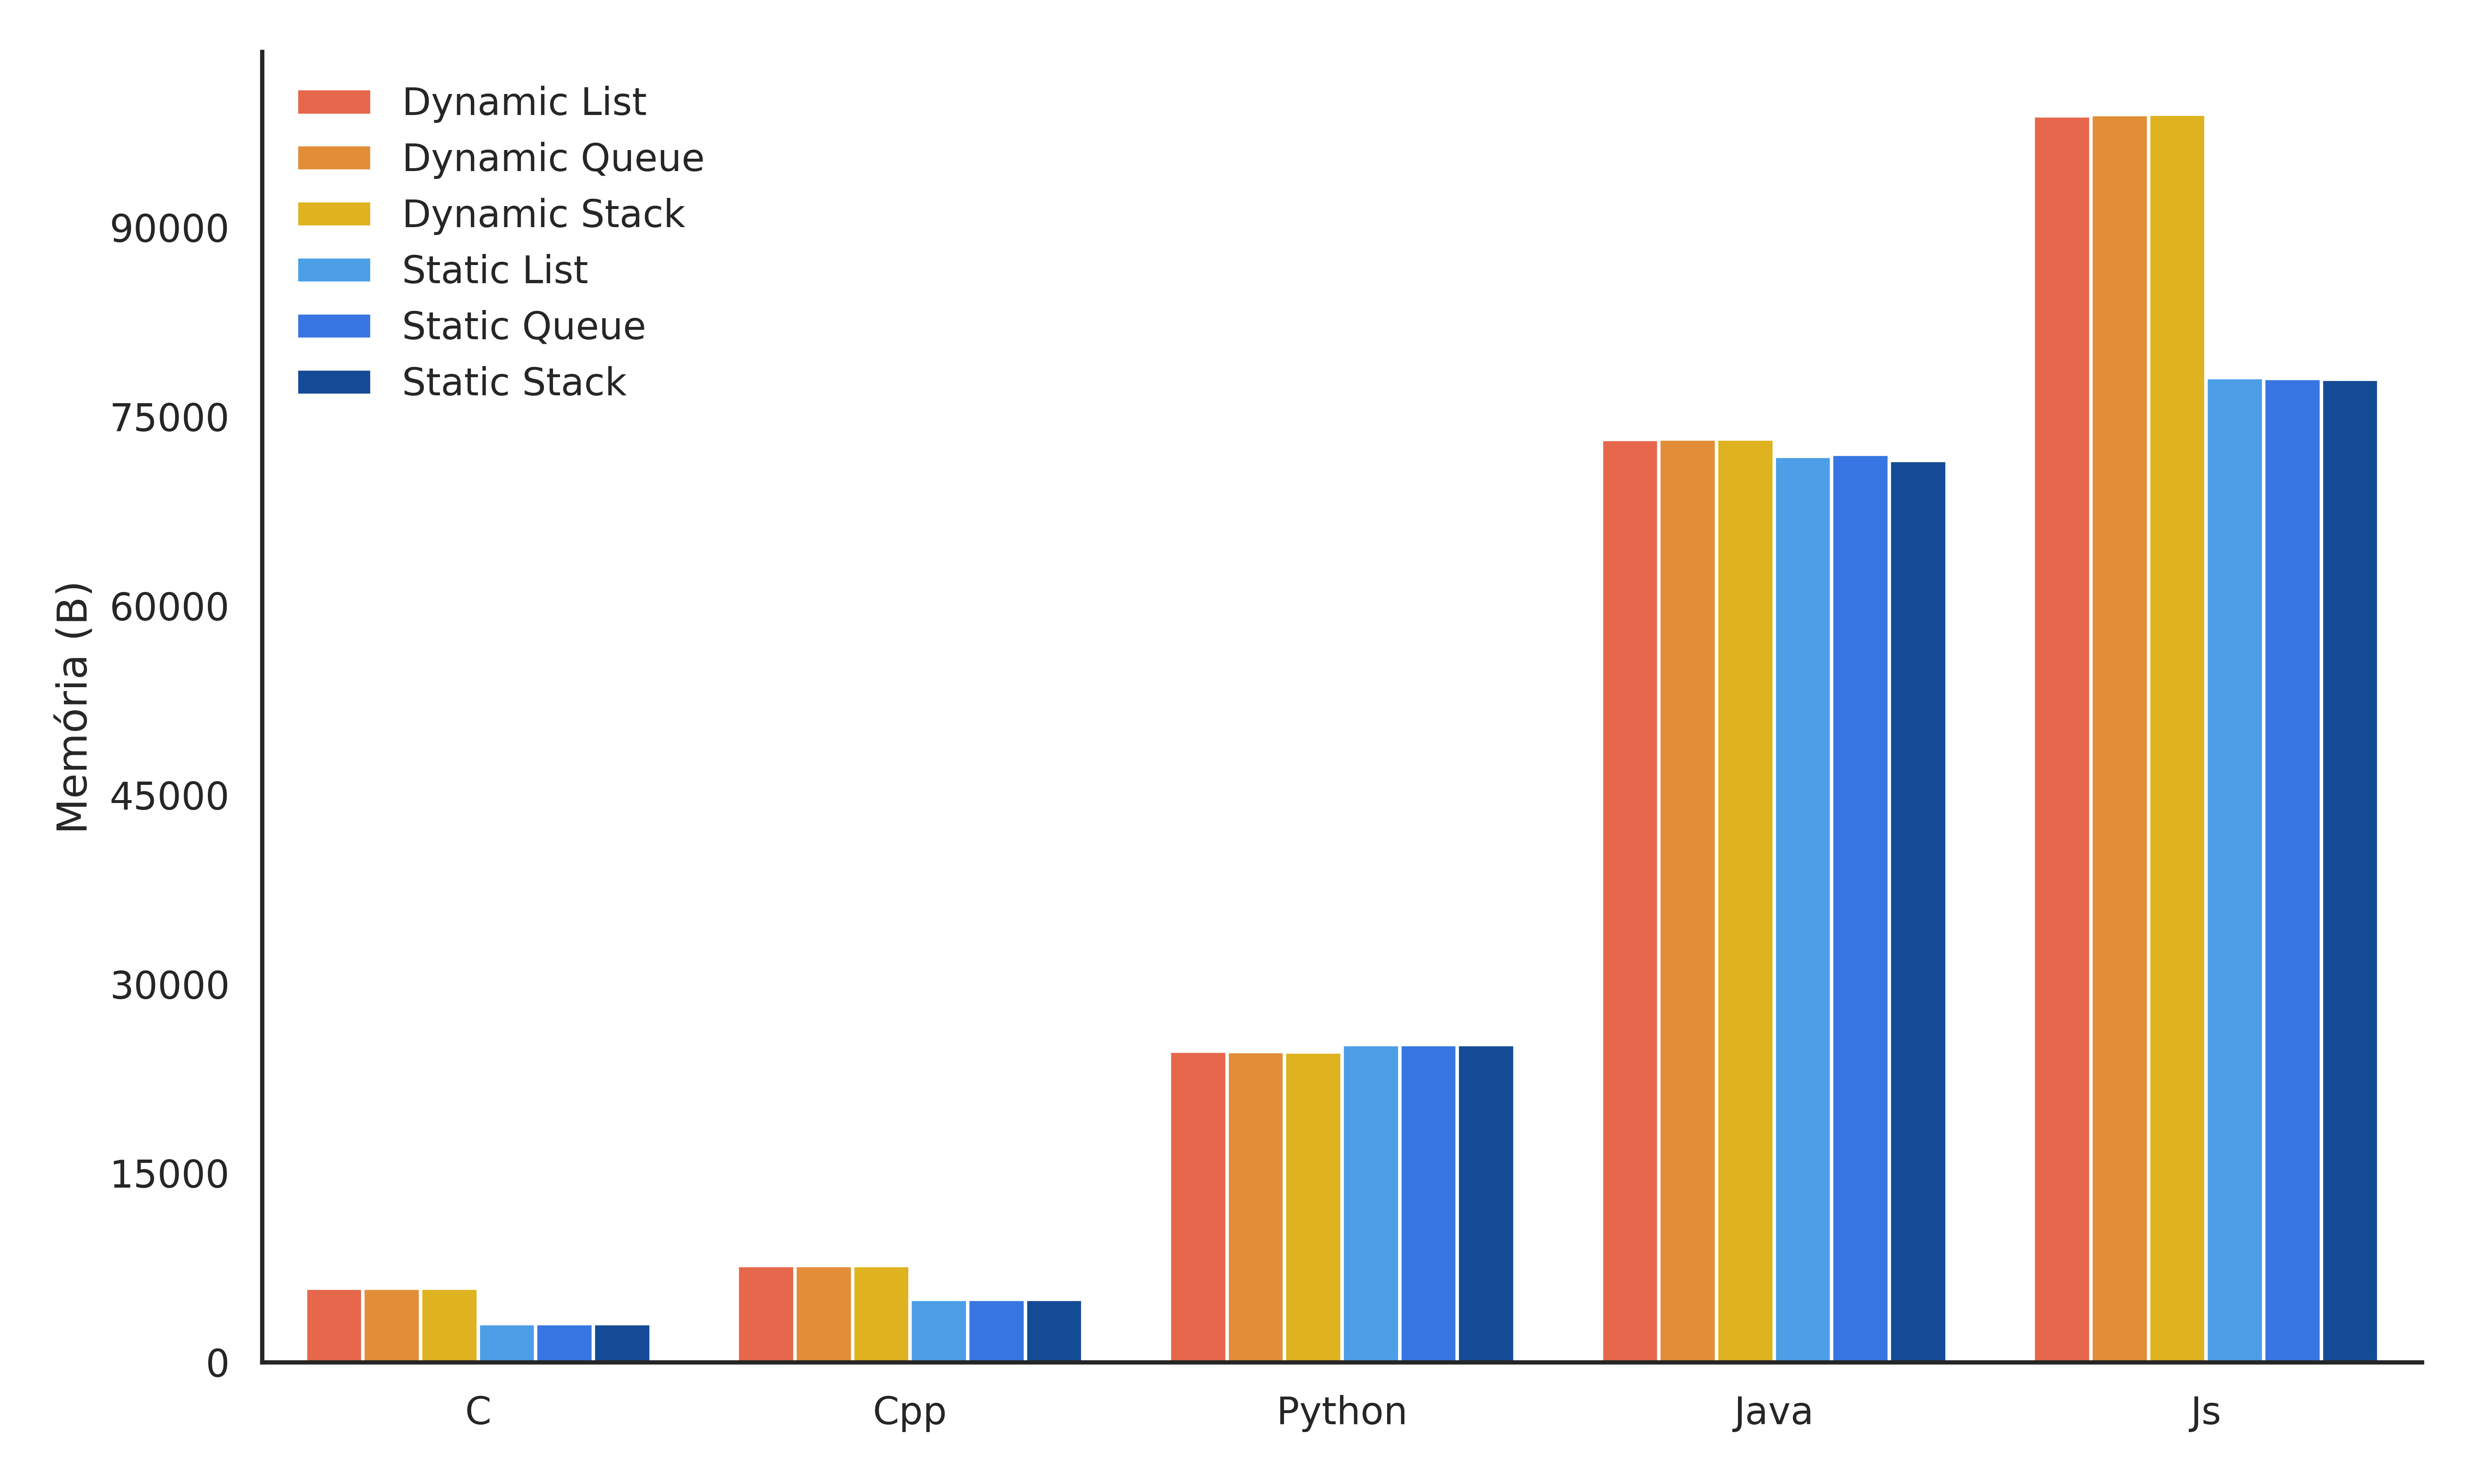 Dynamic List
Dynamic Queue
Dynamic Stack
Static List
Static Queue
Static Stack
Memória (B)
90000
75000
60000
45000
30000
15000
0
C
Cpp
Python
Java
Js